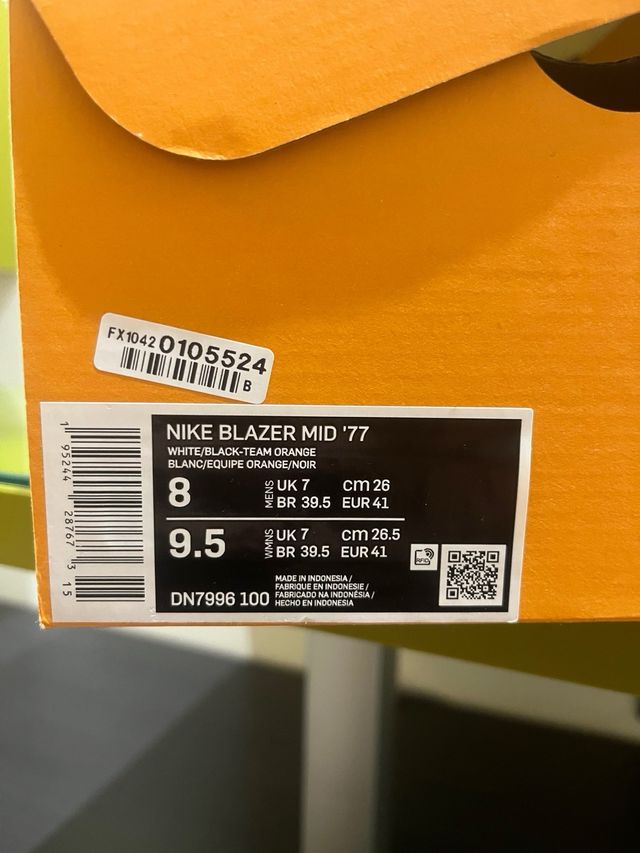 FX1042 0105524
B
NIKE BLAZER MID '77
WHITE/BLACK-TEAM ORANGE
BLANC/EQUIPE ORANGE/NOIR
8 MENS UK 7 cm 26
BR 39.5 EUR 41
9.5 WMNS UK 7 cm 26.5
BR 39.5 EUR 41
RFID
DN7996 100
MADE IN INDONESIA /
FABRIQUE EN INDONESIE /
FABRICADO NA INDONÉSIA /
HECHO EN INDONESIA
1 95244 28767 3 15